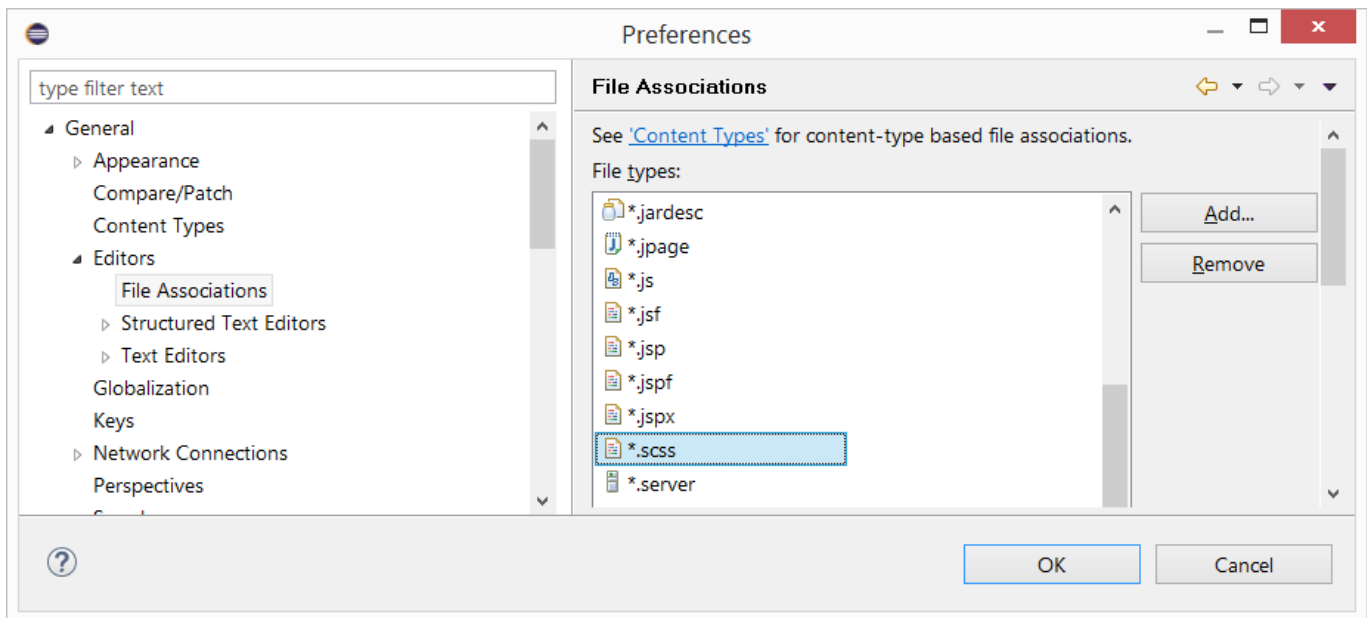 Preferences
type filter text
General
Appearance
Compare/Patch
Content Types
Editors
File Associations
Structured Text Editors
Text Editors
Globalization
Keys
Network Connections
Perspectives
File Associations
See 'Content Types' for content-type based file associations.
File types:
*.jardesc
*.jpage
*.js
*.jsf
*.jsp
*.jspf
*.jspx
*.scss
*.server
Add...
Remove
OK
Cancel